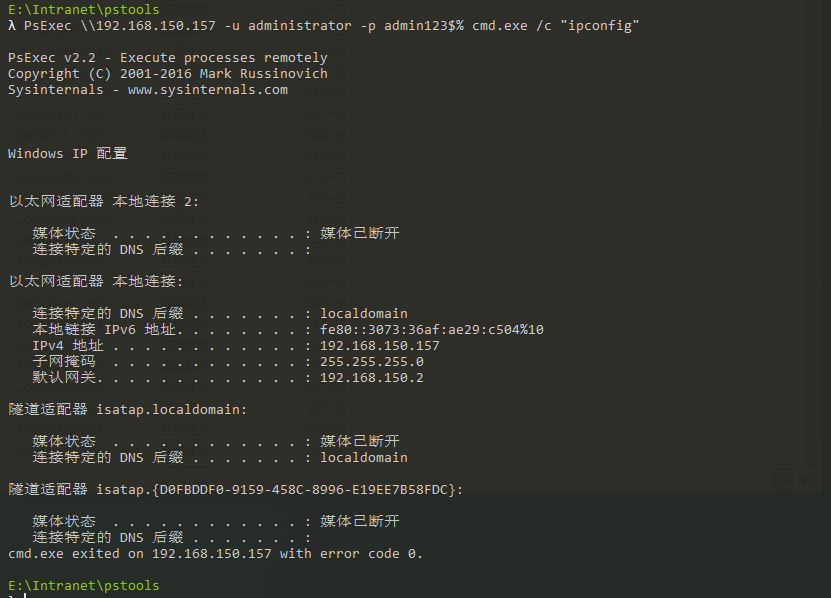 E:\Intranet\pstools
λ PsExec \\192.168.150.157 -u administrator -p admin123$% cmd.exe /c "ipconfig"
PsExec v2.2 - Execute processes remotely
Copyright (C) 2001-2016 Mark Russinovich
Sysinternals - www.sysinternals.com
Windows IP 配置
以太网适配器 本地连接 2:
媒体状态 . . . . . . . . . . . . : 媒体已断开
连接特定的 DNS 后缀 . . . . . . . :
以太网适配器 本地连接:
连接特定的 DNS 后缀 . . . . . . . : localdomain
本地链接 IPv6 地址. . . . . . . . : fe80::3073:36af:ae29:c504%10
IPv4 地址 . . . . . . . . . . . . : 192.168.150.157
子网掩码 . . . . . . . . . . . . : 255.255.255.0
默认网关. . . . . . . . . . . . . : 192.168.150.2
隧道适配器 isatap.localdomain:
媒体状态 . . . . . . . . . . . . : 媒体已断开
连接特定的 DNS 后缀 . . . . . . . : localdomain
隧道适配器 isatap.{D0FBDDF0-9159-458C-8996-E19EE7B58FDC}:
媒体状态 . . . . . . . . . . . . : 媒体已断开
连接特定的 DNS 后缀 . . . . . . . :
cmd.exe exited on 192.168.150.157 with error code 0.
E:\Intranet\pstools